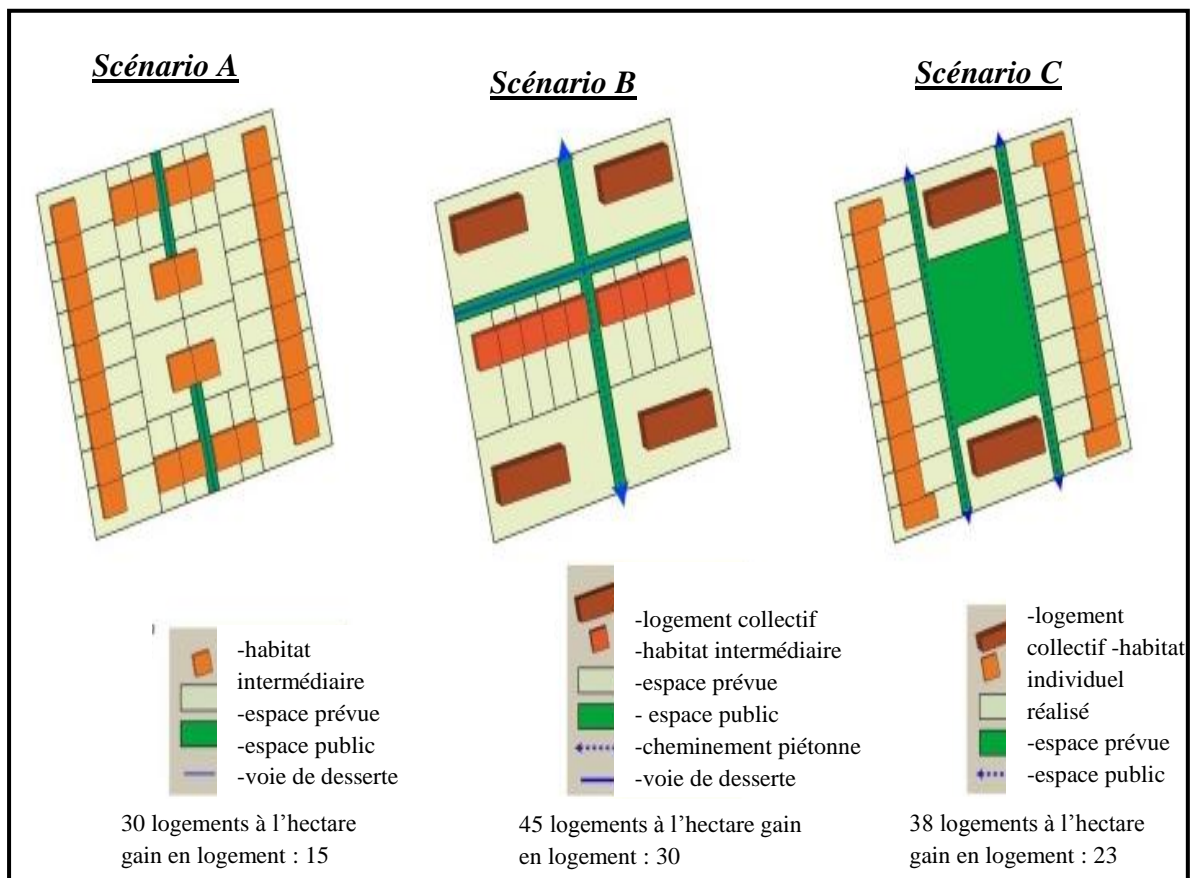 Scénario A
Scénario B
Scénario C
-habitat
intermédiaire
-espace prévue
-espace public
-voie de desserte
30 logements à l’hectare
gain en logement : 15
-logement collectif
-habitat intermédiaire
-espace prévue
- espace public
-cheminement piétonne
-voie de desserte
45 logements à l’hectare gain
en logement : 30
-logement
collectif -habitat
individuel
réalisé
-espace prévue
-espace public
38 logements à l’hectare
gain en logement : 23